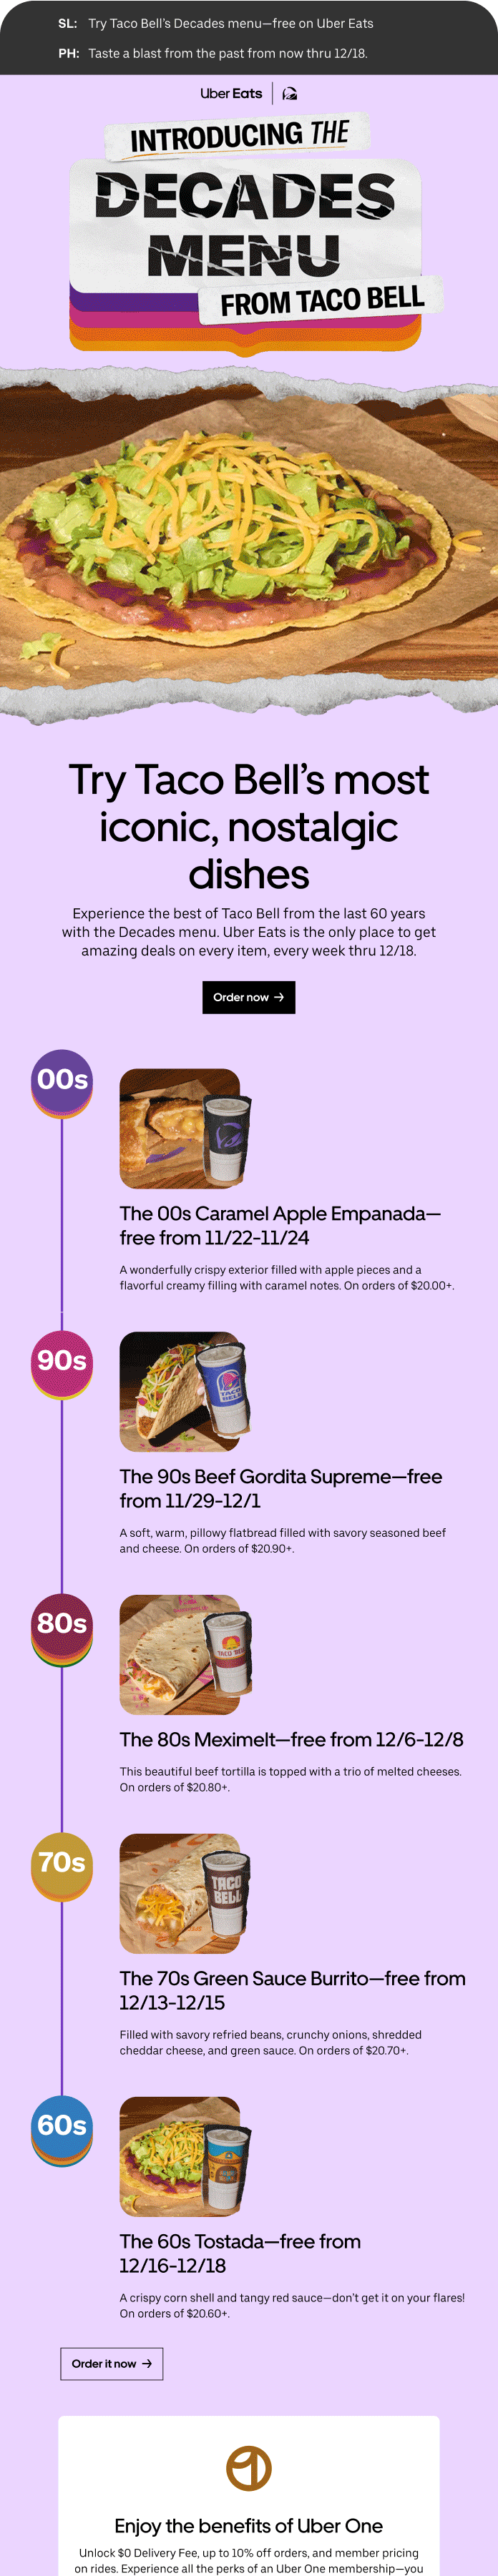 SL: Try Taco Bell's Decades menu—free on Uber Eats
PH: Taste a blast from the past from now thru 12/18.
Uber Eats
INTRODUCING THE
DECADES
MENU
FROM TACO BELL
Try Taco Bell's most
iconic, nostalgic
dishes
Experience the best of Taco Bell from the last 60 years
with the Decades menu. Uber Eats is the only place to get
amazing deals on every item, every week thru 12/18.
Order now →
00s
The 00s Caramel Apple Empanada—
free from 11/22-11/24
A wonderfully crispy exterior filled with apple pieces and a
flavorful creamy filling with caramel notes. On orders of $20.00+.
90s
TACO
BELL
The 90s Beef Gordita Supreme—free
from 11/29-12/1
A soft, warm, pillowy flatbread filled with savory seasoned beef
and cheese. On orders of $20.90+.
80s
TACO BELL
The 80s Meximelt—free from 12/6-12/8
This beautiful beef tortilla is topped with a trio of melted cheeses.
On orders of $20.80+.
70s
TACO
BELL
The 70s Green Sauce Burrito—free from
12/13-12/15
Filled with savory refried beans, crunchy onions, shredded
cheddar cheese, and green sauce. On orders of $20.70+.
60s
The 60s Tostada—free from
12/16-12/18
A crispy corn shell and tangy red sauce—don't get it on your flares!
On orders of $20.60+.
Order it now →
Enjoy the benefits of Uber One
Unlock $0 Delivery Fee, up to 10% off orders, and member pricing
on rides. Experience all the perks of an Uber One membership—you